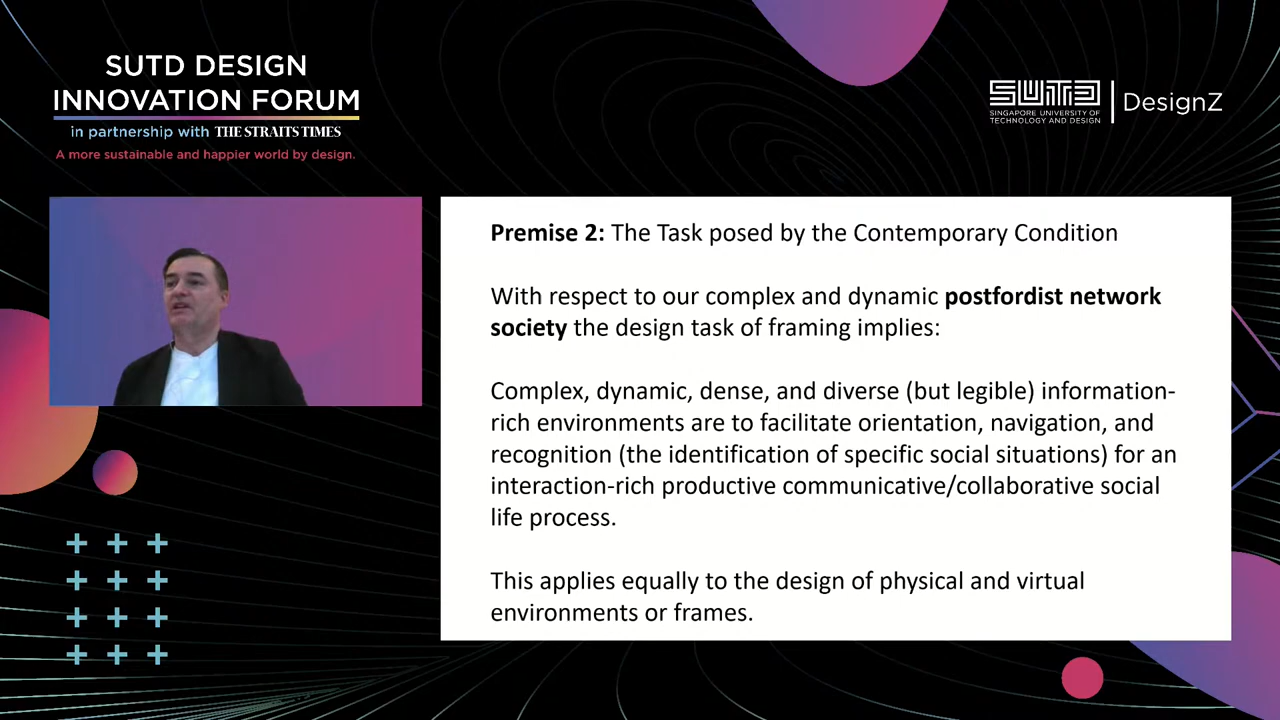 SUTD DESIGN
INNOVATION FORUM
in partnership with THE STRAITS TIMES
A more sustainable and happier world by design.
SUTD
SINGAPORE UNIVERSITY OF
TECHNOLOGY AND DESIGN
DesignZ
Premise 2: The Task posed by the Contemporary Condition
With respect to our complex and dynamic postfordist network
society the design task of framing implies:
Complex, dynamic, dense, and diverse (but legible) information-
rich environments are to facilitate orientation, navigation, and
recognition (the identification of specific social situations) for an
interaction-rich productive communicative/collaborative social
life process.
This applies equally to the design of physical and virtual
environments or frames.